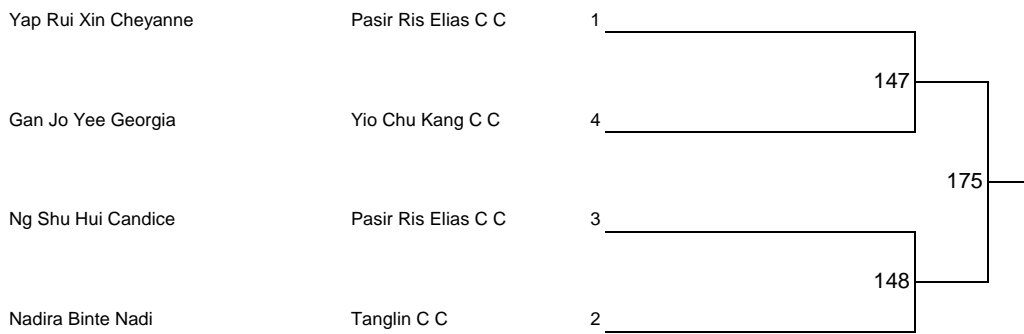 Yap Rui Xin Cheyanne Pasir Ris Elias C C 1
147
Gan Jo Yee Georgia Yio Chu Kang C C 4
175
Ng Shu Hui Candice Pasir Ris Elias C C 3
148
Nadira Binte Nadi Tanglin C C 2